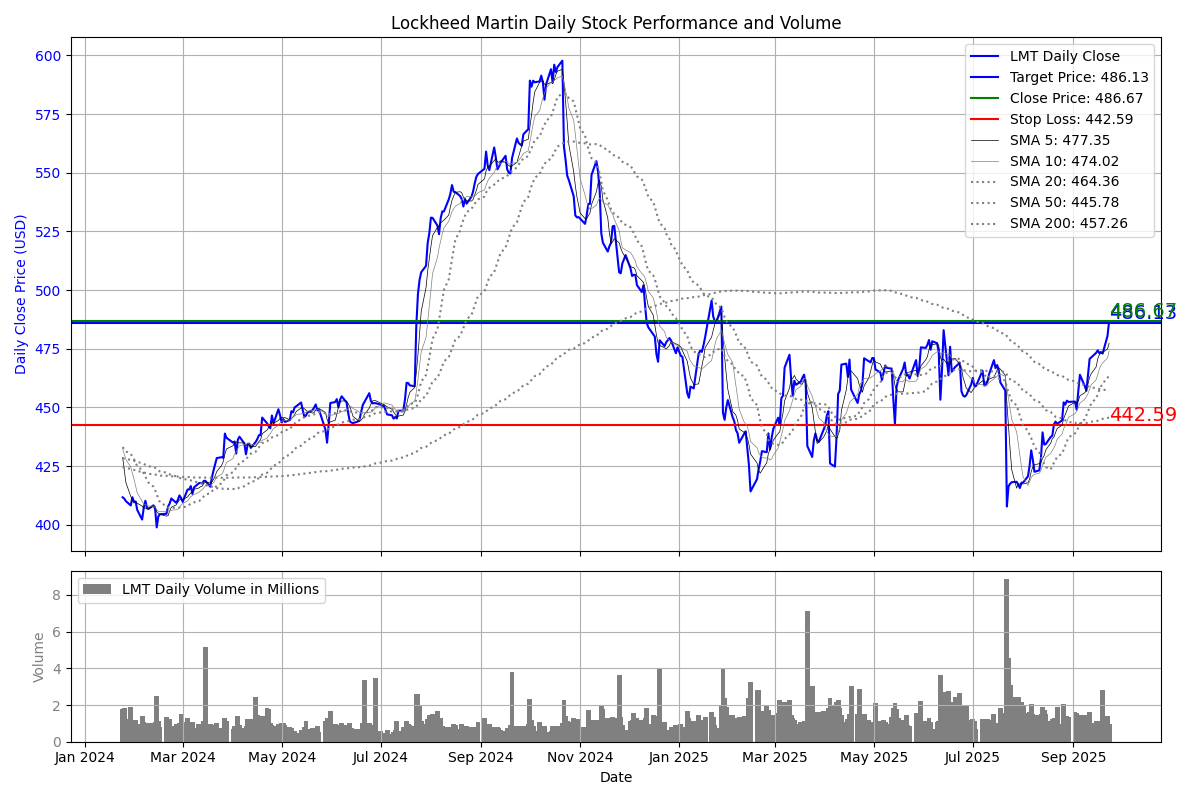 Lockheed Martin Daily Stock Performance and Volume
600
575
550
525
500
475
450
425
400
Daily Close Price (USD)
LMT Daily Close
Target Price: 486.13
Close Price: 486.67
Stop Loss: 442.59
SMA 5: 477.35
SMA 10: 474.02
SMA 20: 464.36
SMA 50: 445.78
SMA 200: 457.26
486.67
486.13
442.59
LMT Daily Volume in Millions
8
6
4
2
0
Volume
Jan 2024 Mar 2024 May 2024 Jul 2024 Sep 2024 Nov 2024 Jan 2025 Mar 2025 May 2025 Jul 2025 Sep 2025
Date